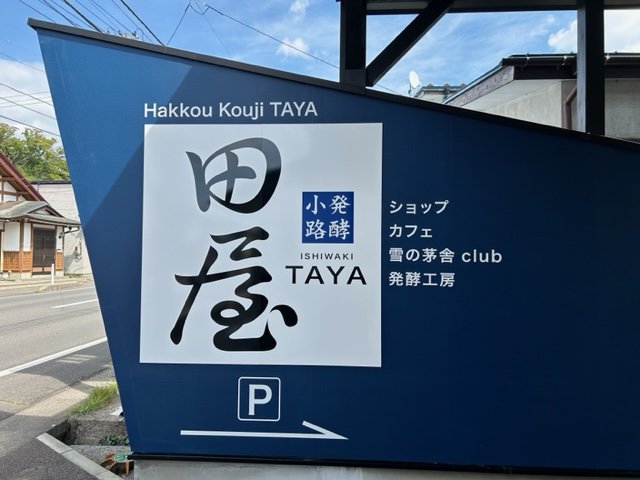 Hakkou Kouji TAYA
田屋
発酵
小路
ISHIWAKI
TAYA
ショップ
カフェ
雪の茅舎 club
発酵工房
P